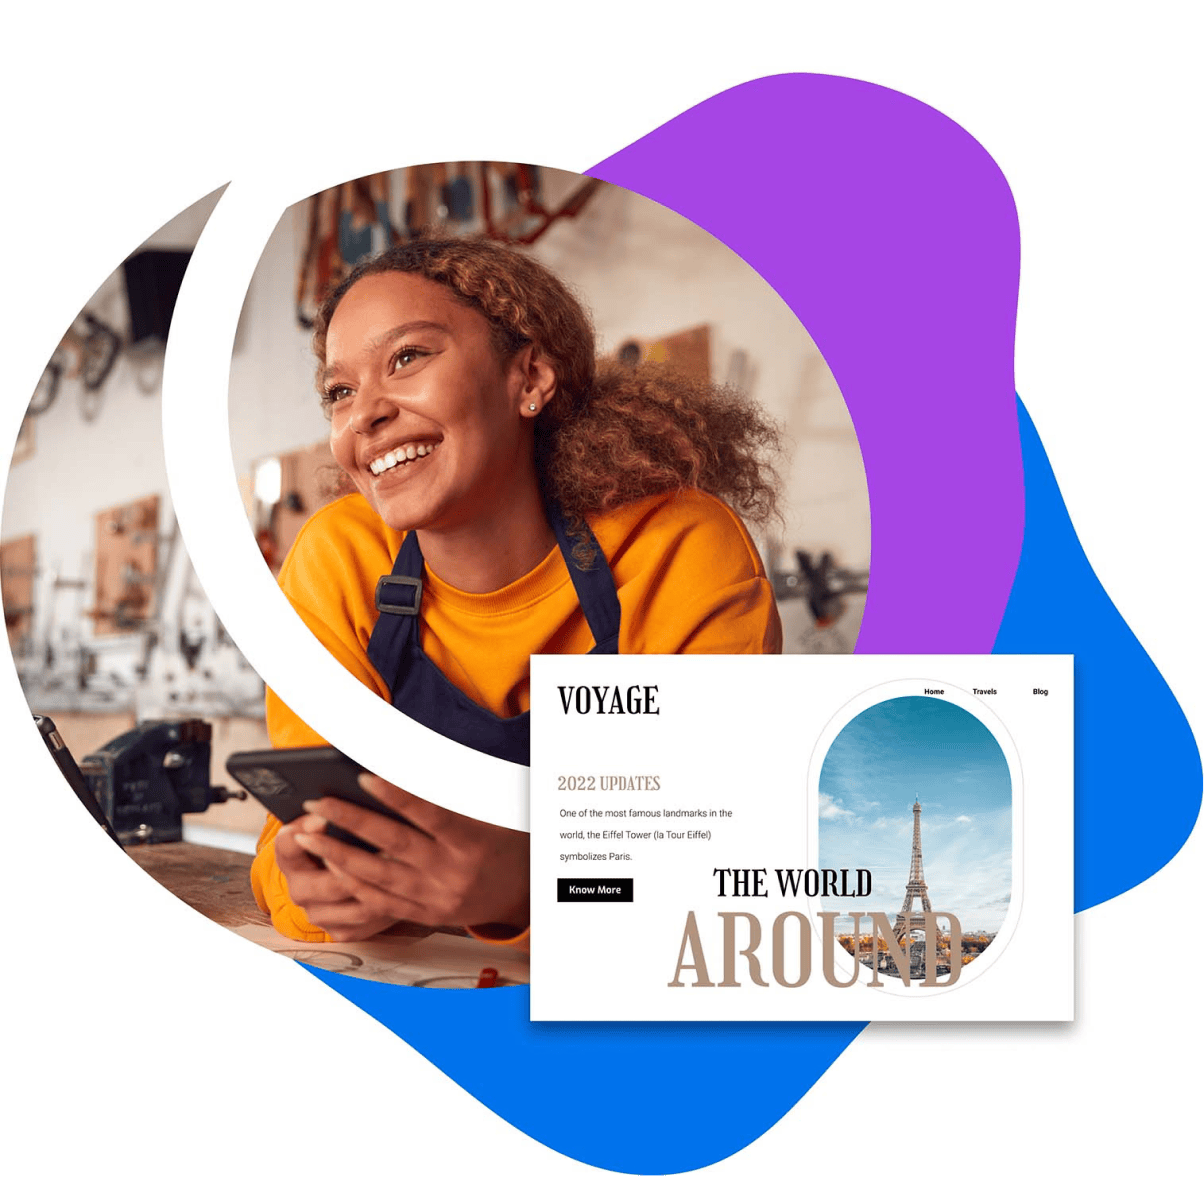 VOYAGE
Home Travels Blog
2022 UPDATES
One of the most famous landmarks in the
world, the Eiffel Tower (la Tour Eiffel)
symbolizes Paris.
Know More
THE WORLD
AROUND